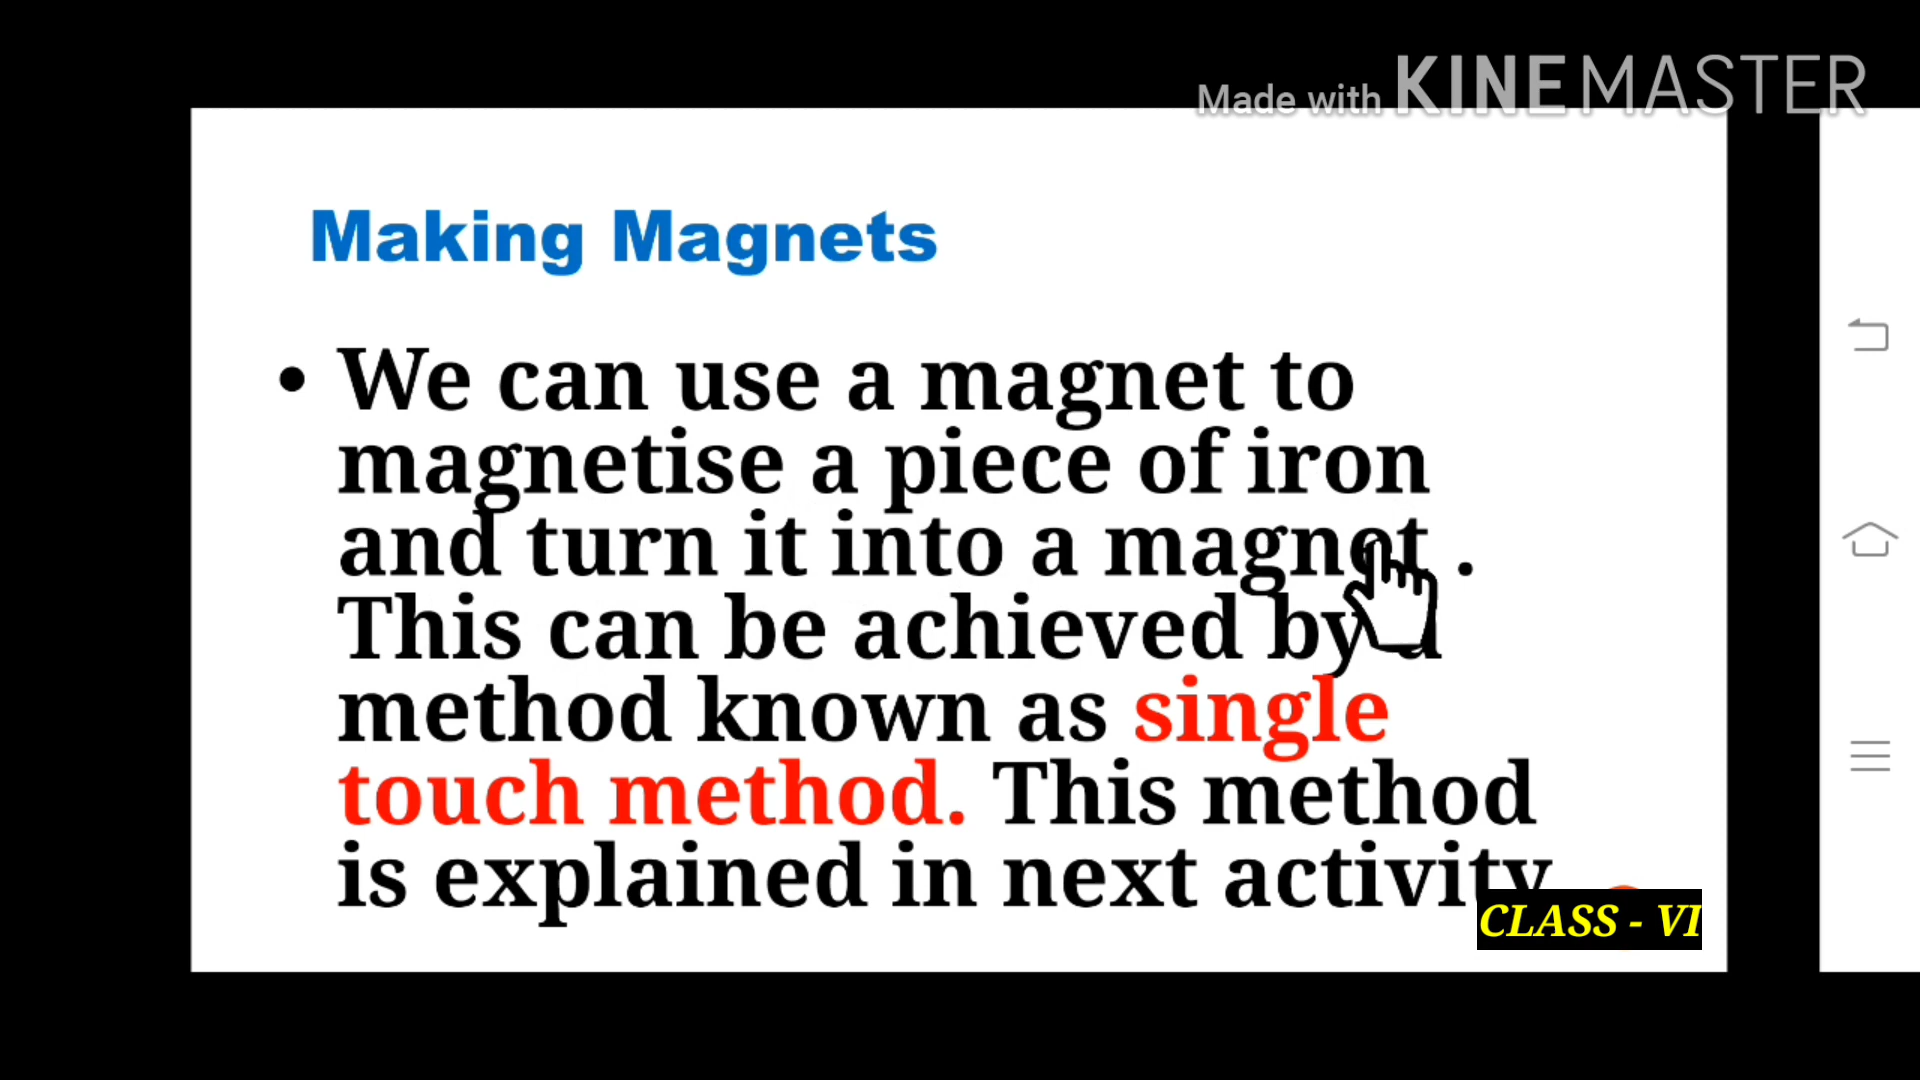 Made with KINEMASTER
Making Magnets
• We can use a magnet to
magnetise a piece of iron
and turn it into a magnet .
This can be achieved by a
method known as single
touch method. This method
is explained in next activity
CLASS - VI